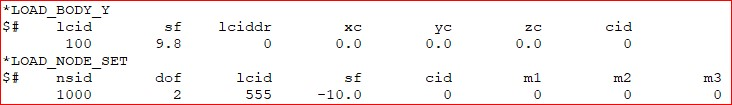 *LOAD_BODY_Y
$# lcid sf lciddr xc yc zc cid
100 9.8 0 0.0 0.0 0.0 0
*LOAD_NODE_SET
$# nsid dof lcid sf cid m1 m2 m3
1000 2 555 -10.0 0 0 0 0